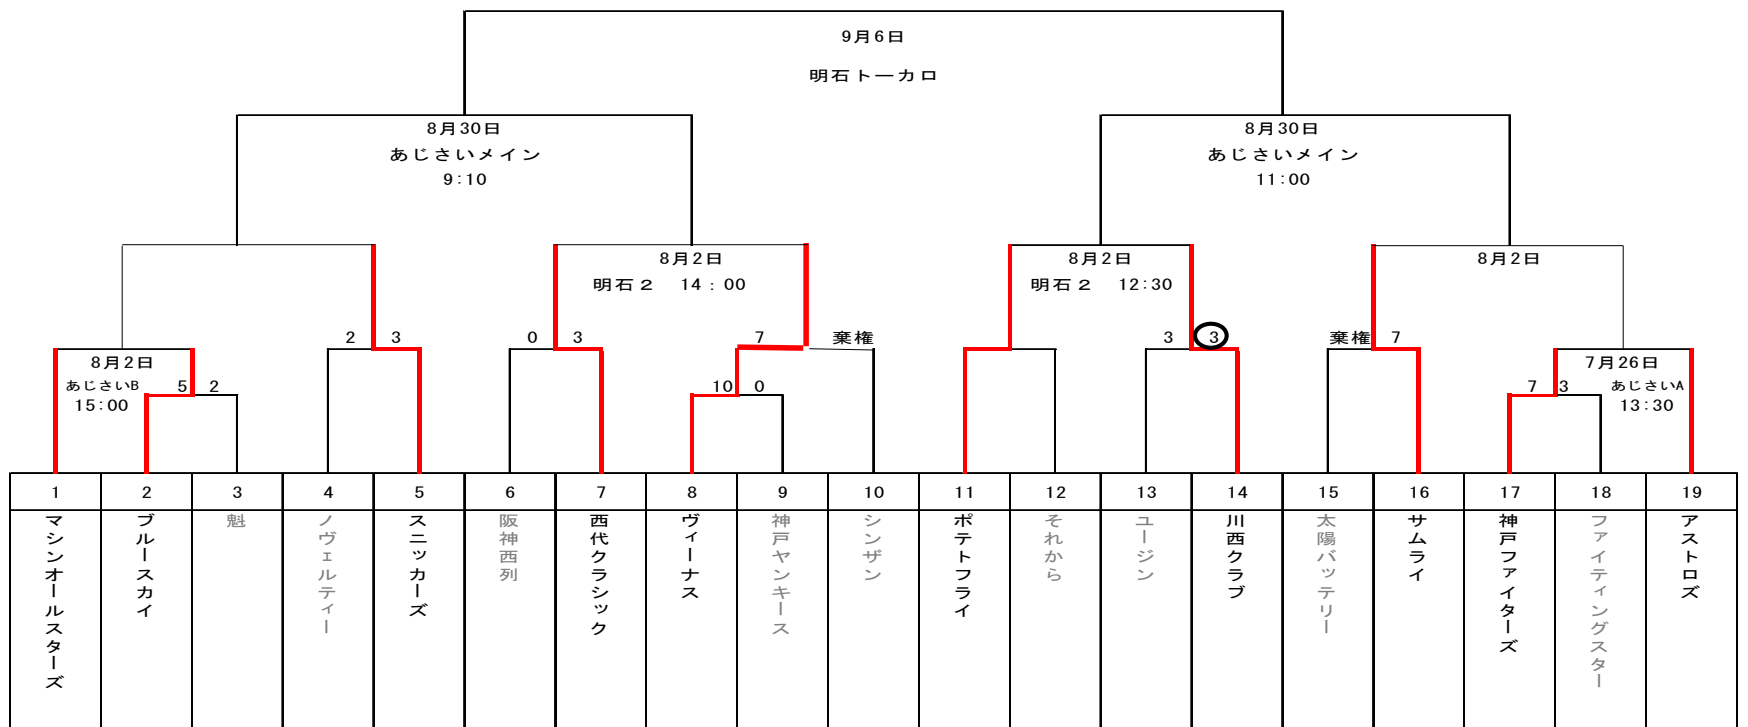 9月6日
明石トーカロ
8月30日
あじさいメイン
9:10
8月30日
あじさいメイン
11:00
8月2日
明石２　14：00
8月2日
明石２　12:30
8月2日
2 3
0 3
7 棄権
3 3
棄権 7
8月2日
あじさいB
15:00
5 2
10 0
7月26日
あじさいA
13:30
7 3
1 2 3 4 5 6 7 8 9 10 11 12 13 14 15 16 17 18 19
マシンオールスターズ
ブルースカイ
魁
ノヴェルティー
スニッカーズ
阪神西列
西代クラシック
ヴィーナス
神戸ヤンキース
シンザン
ポテトフライ
それから
ユージン
川西クラブ
太陽バッテリー
サムライ
神戸ファイターズ
ファイティングスター
アストロズ